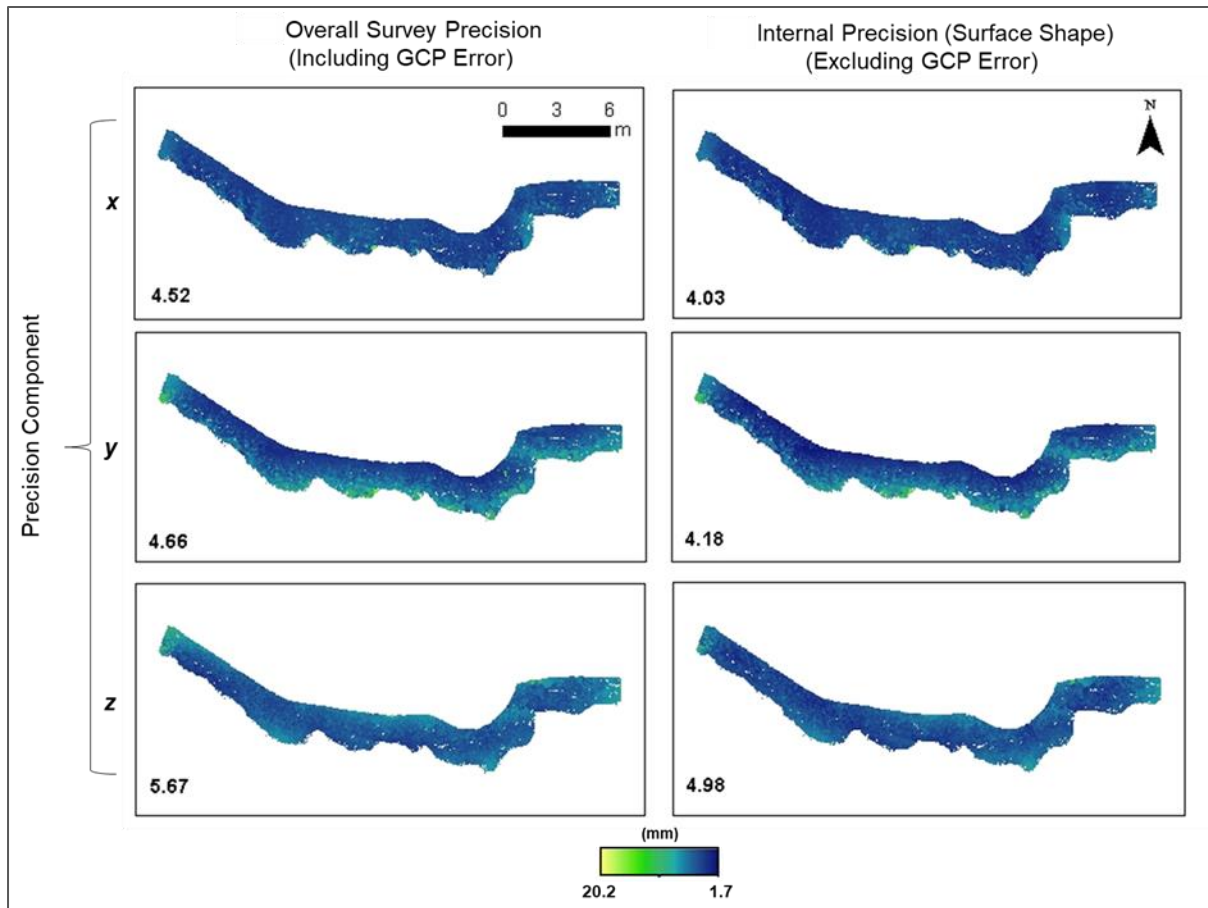 Overall Survey Precision
(Including GCP Error)
Internal Precision (Surface Shape)
(Excluding GCP Error)
0 3 6
m
N
Precision Component
x
4.52
4.03
y
4.66
4.18
z
5.67
4.98
(mm)
20.2 1.7